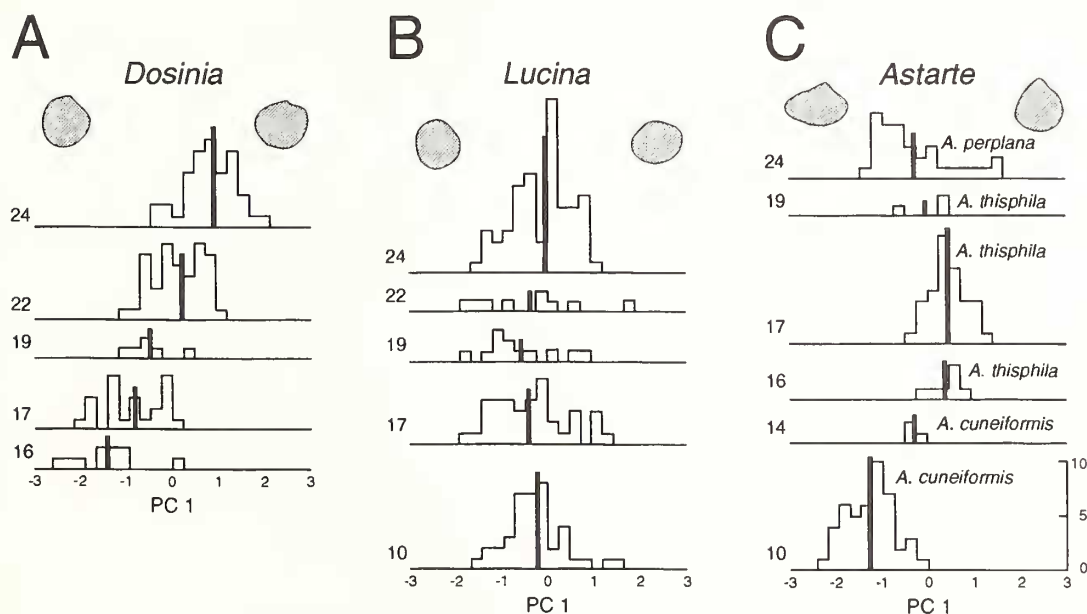 A
Dosinia
24
22
19
17
16
-3 -2 -1 0 1 2 3
PC 1
B
Lucina
24
22
19
17
10
-3 -2 -1 0 1 2 3
PC 1
C
Astarte
A. perplana
24
19
A. thisphila
A. thisphila
17
16
A. thisphila
14
A. cuneiformis
A. cuneiformis
10
5
0
10
-3 -2 -1 0 1 2 3
PC 1